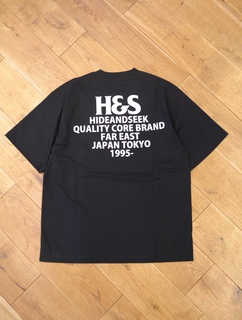 H&S
HIDEANDSEEK
QUALITY CORE BRAND
FAR EAST
JAPAN TOKYO
1995-